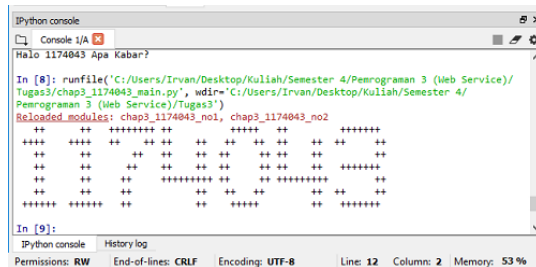 IPython console
Console 1/A
Halo 1174043 Apa Kabar?
In [8]: runfile('C:/Users/Irvan/Desktop/Kuliah/Semester 4/Pemrograman 3 (Web Service)/
Tugas3/chap3_1174043_main.py', wdir='C:/Users/Irvan/Desktop/Kuliah/Semester 4/
Pemrograman 3 (Web Service)/Tugas3')
Reloaded modules: chap3_1174043_no1, chap3_1174043_no2
   ++      ++   ++++++++ ++         +++++   ++        +++++++
 ++++    ++++   ++   ++ ++   ++   ++   ++  ++   ++  ++     ++
   ++      ++       ++  ++   ++   ++   ++  ++   ++         ++
   ++      ++      ++   ++   ++   ++   ++  ++   ++    +++++++
   ++      ++     ++    +++++++++ ++   ++  +++++++++       ++
   ++      ++     ++         ++   ++   ++       ++  ++     ++
 ++++++  ++++++   ++         ++    +++++        ++   +++++++
In [9]:
IPython console History log
Permissions: RW End-of-lines: CRLF Encoding: UTF-8 Line: 12 Column: 2 Memory: 53 %